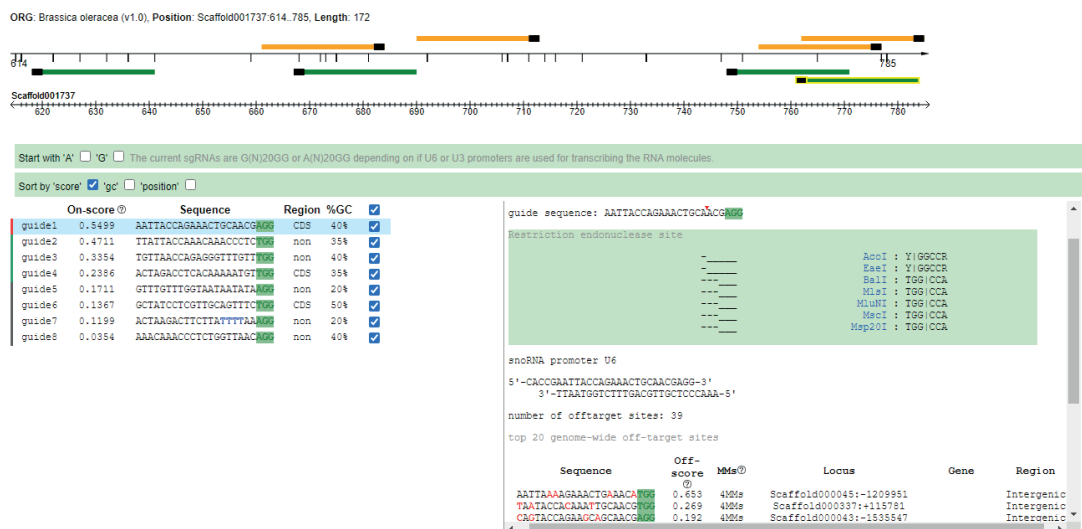 ORG: Brassica oleracea (v1.0), Position: Scaffold001737:614..785, Length: 172
614 785
Scaffold001737
620 630 640 650 660 670 680 690 700 710 720 730 740 750 760 770 780
Start with 'A' 'G' The current sgRNAs are G(N)20GG or A(N)20GG depending on if U6 or U3 promoters are used for transcribing the RNA molecules.
Sort by 'score' 'gc' 'position'
On-score ? Sequence Region %GC
guide1 0.5499 AATTACCAGAAACTGCAACGAGG CDS 40%
guide2 0.4711 TTATTACCAAACAAACCCTCTGG non 35%
guide3 0.3354 TGTTAACCAGAGGGTTTGTTTGG non 40%
guide4 0.2386 ACTAGACCTCACAAAAATGTTGG CDS 35%
guide5 0.1711 GTTTGTTTGGTAATAATATAAGG non 20%
guide6 0.1367 GCTATCCTCGTTGCAGTTTCTGG CDS 50%
guide7 0.1199 ACTAAGACTTCTTATTTTAAAGG non 20%
guide8 0.0354 AAACAAACCCTCTGGTTAACAGG non 40%
guide sequence: AATTACCAGAAACTGCAACGAGG
Restriction endonuclease site
-_____ AcoI : Y|GGCCR
-_____ EaeI : Y|GGCCR
---___ BalI : TGG|CCA
---___ MlsI : TGG|CCA
---___ MluNI : TGG|CCA
---___ MscI : TGG|CCA
---___ Msp20I : TGG|CCA
snoRNA promoter U6
5'-CACCGAATTACCAGAAACTGCAACGAGG-3'
3'-TTAATGGTCTTTGACGTTGCTCCCAAA-5'
number of offtarget sites: 39
top 20 genome-wide off-target sites
Sequence Off-score ? MMs ? Locus Gene Region
AATTAAAAGAAACTGAAACATGG 0.653 4MMs Scaffold000045:-1209951 Intergenic
TAATACCACAAATTGCAACGTGG 0.269 4MMs Scaffold000337:+115781 Intergenic
CAGTACCAGAAGCAGCAACGAGG 0.192 4MMs Scaffold000043:-1535547 Intergenic